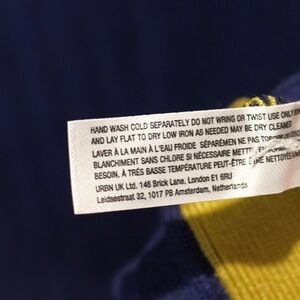 HAND WASH COLD SEPARATELY DO NOT WRING OR TWIST USE ONLY
AND LAY FLAT TO DRY LOW IRON AS NEEDED MAY BE DRY CLEANED
LAVER À LA MAIN À L'EAU FROIDE SÉPARÉMENT NE PAS
BLANCHIMENT SANS CHLORE SI NÉCESSAIRE METTRE
BESOIN, À TRÈS BASSE TEMPÉRATURE PEUT-ÊTRE NETTOYÉE
URBN UK Ltd. 146 Brick Lane, London E1 6RU
Leidsestraat 32, 1017 PB Amsterdam, Netherlands